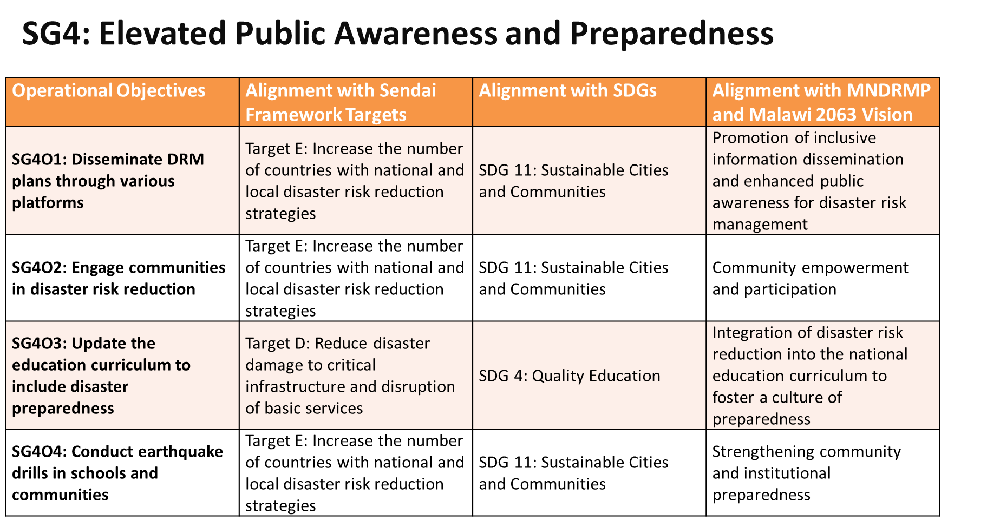 SG4: Elevated Public Awareness and Preparedness
Operational Objectives
Alignment with Sendai
Framework Targets
Alignment with SDGs
Alignment with MNDRMP
and Malawi 2063 Vision
SG4O1: Disseminate DRM
plans through various
platforms
Target E: Increase the number
of countries with national and
local disaster risk reduction
strategies
SDG 11: Sustainable Cities
and Communities
Promotion of inclusive
information dissemination
and enhanced public
awareness for disaster risk
management
SG4O2: Engage communities
in disaster risk reduction
Target E: Increase the number
of countries with national and
local disaster risk reduction
strategies
SDG 11: Sustainable Cities
and Communities
Community empowerment
and participation
SG4O3: Update the
education curriculum to
include disaster
preparedness
Target D: Reduce disaster
damage to critical
infrastructure and disruption
of basic services
SDG 4: Quality Education
Integration of disaster risk
reduction into the national
education curriculum to
foster a culture of
preparedness
SG4O4: Conduct earthquake
drills in schools and
communities
Target E: Increase the number
of countries with national and
local disaster risk reduction
strategies
SDG 11: Sustainable Cities
and Communities
Strengthening community
and institutional
preparedness